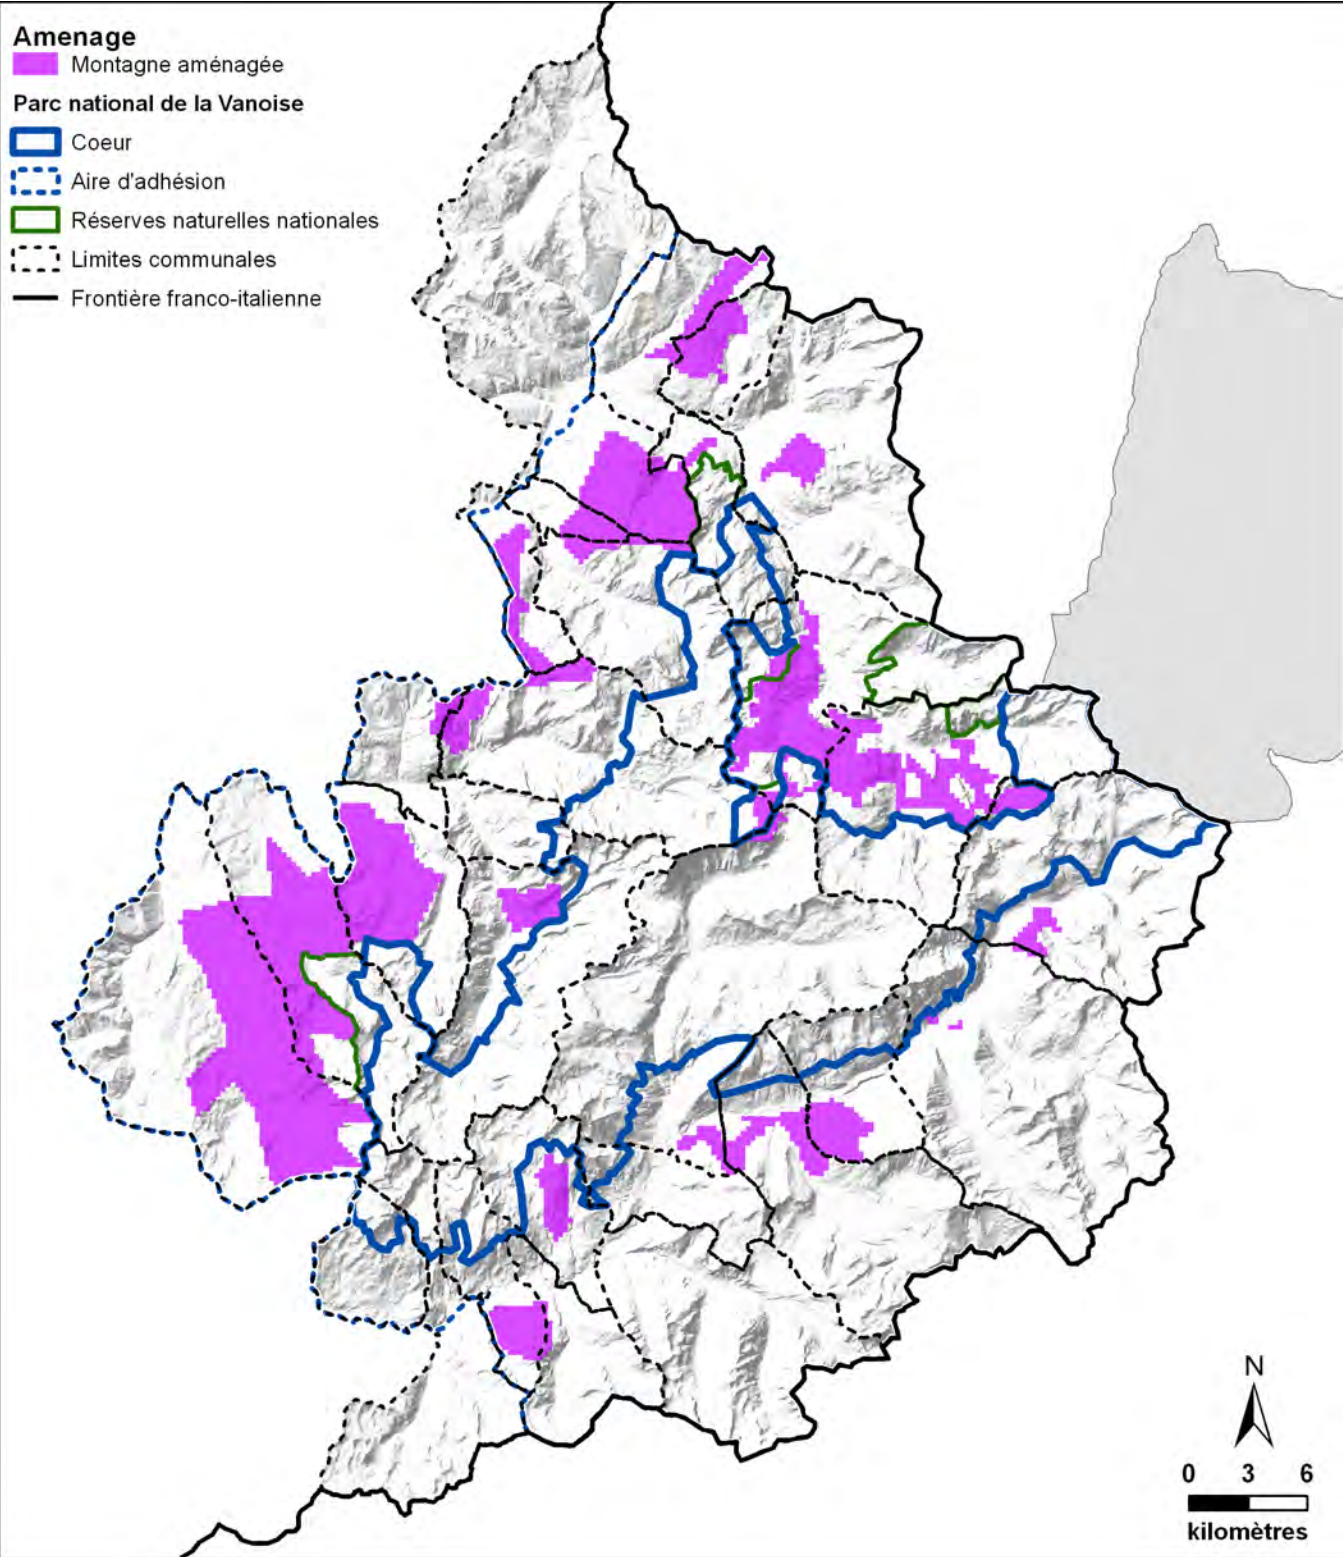 Amenage
Montagne aménagée
Parc national de la Vanoise
Coeur
Aire d'adhésion
Réserves naturelles nationales
Limites communales
Frontière franco-italienne
N
0 3 6
kilomètres